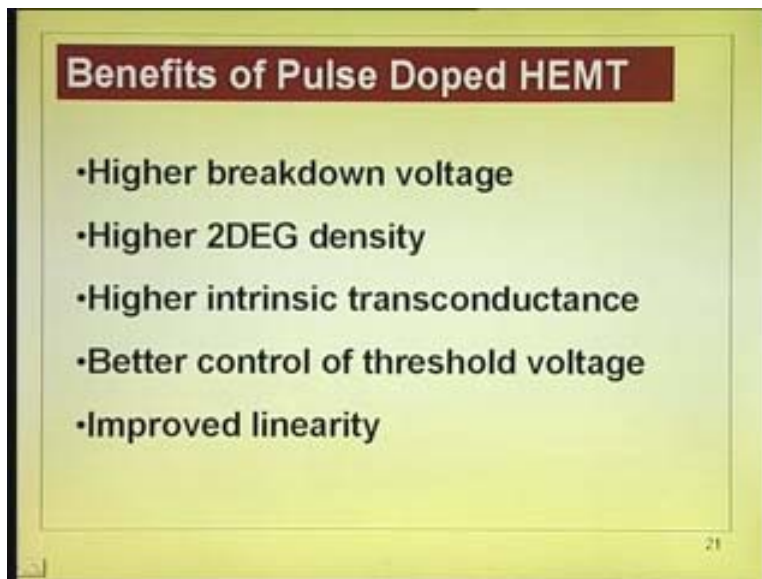 Benefits of Pulse Doped HEMT
•Higher breakdown voltage
•Higher 2DEG density
•Higher intrinsic transconductance
•Better control of threshold voltage
•Improved linearity
21